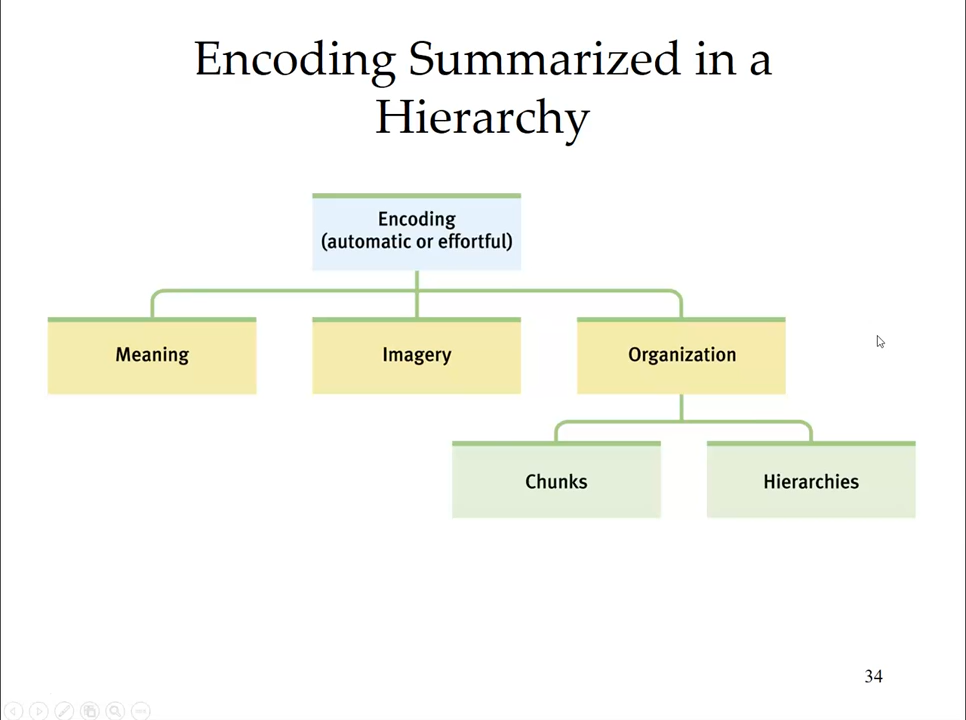 Encoding Summarized in a
Hierarchy
Encoding
(automatic or effortful)
Meaning
Imagery
Organization
Chunks
Hierarchies
34